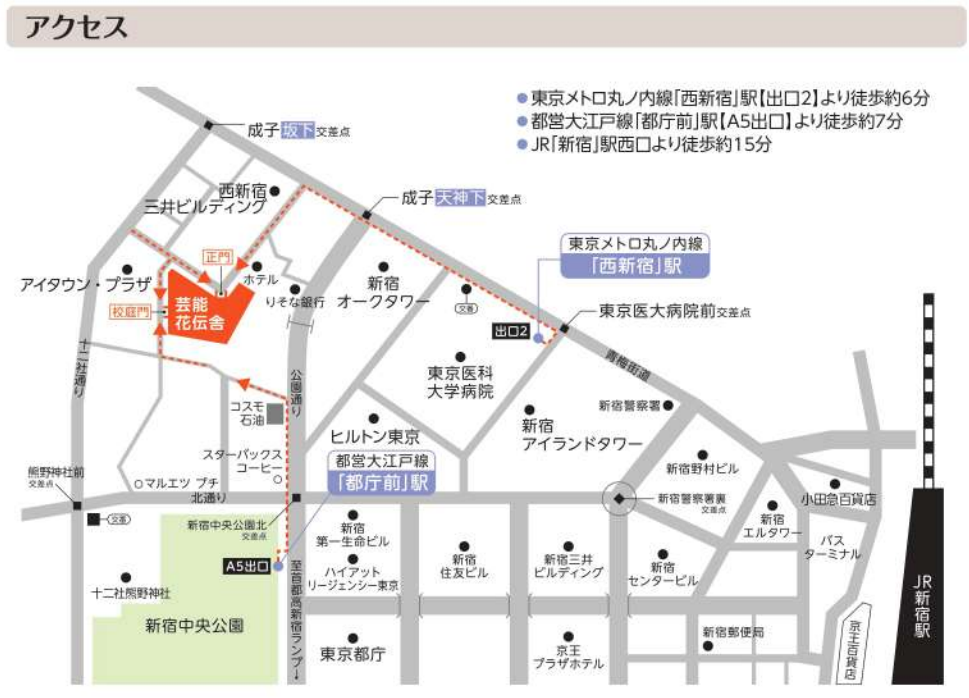 アクセス
東京メトロ丸ノ内線「西新宿」駅【出口2】より徒歩約6分
都営大江戸線「都庁前」駅【A5出口】より徒歩約7分
JR「新宿」駅西口より徒歩約15分
成子坂下交差点
西新宿
三井ビルディング
成子天神下交差点
東京メトロ丸ノ内線
「西新宿」駅
正門
アイタウン・プラザ
ホテル
りそな銀行
新宿
オークタワー
交番
校庭門
芸能
花伝舎
出口2
東京医大病院前交差点
十二社通り
公園通り
東京医科
大学病院
青梅街道
コスモ
石油
新宿警察署
新宿
アイランドタワー
ヒルトン東京
スターバックス
コーヒー
都営大江戸線
「都庁前」駅
新宿野村ビル
熊野神社前
交差点
マルエツ プチ
北通り
新宿警察署裏
交差点
小田急百貨店
交番
新宿中央公園北
交差点
新宿
第一生命ビル
新宿
エルタワー
バス
ターミナル
A5出口
至首都高新宿ランプ→
ハイアット
リージェンシー東京
新宿
住友ビル
新宿三井
ビルディング
新宿
センタービル
十二社熊野神社
JR新宿駅
新宿中央公園
東京都庁
京王
プラザホテル
新宿郵便局
京王百貨店